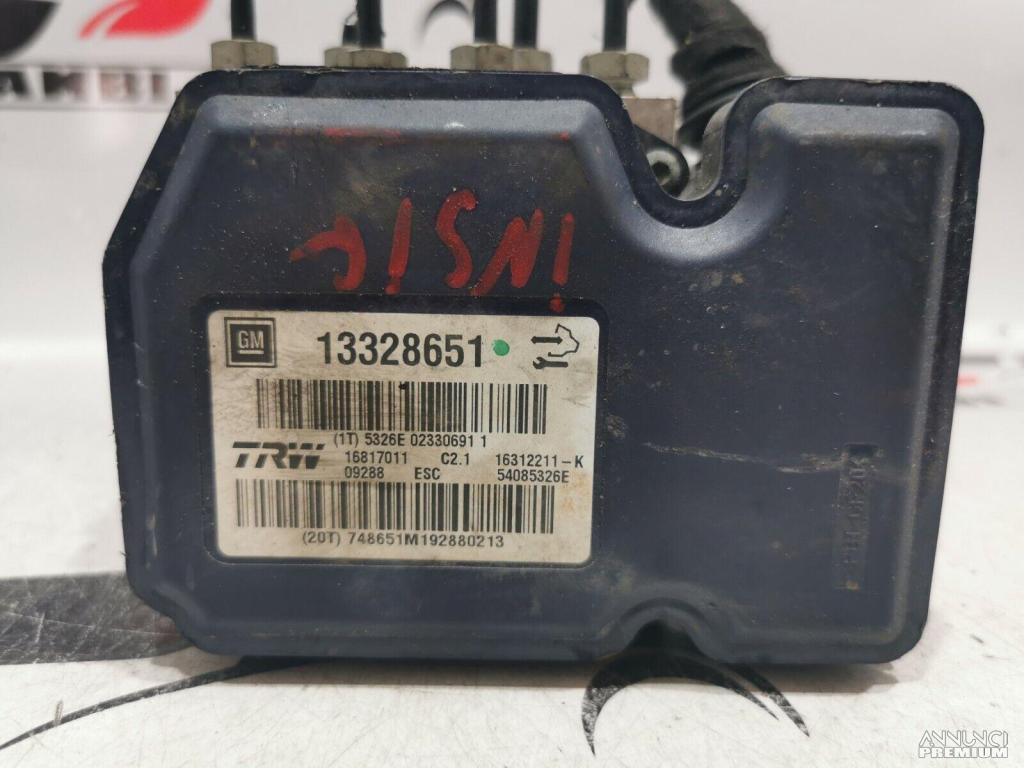 INSIG
GM
13328651
(1T) 5326E 02330691 1
TRW
16817011 C2.1 16312211-K
09288 ESC 54085326E
(20T) 748651M192880213
ANNUNCI
PREMIUM